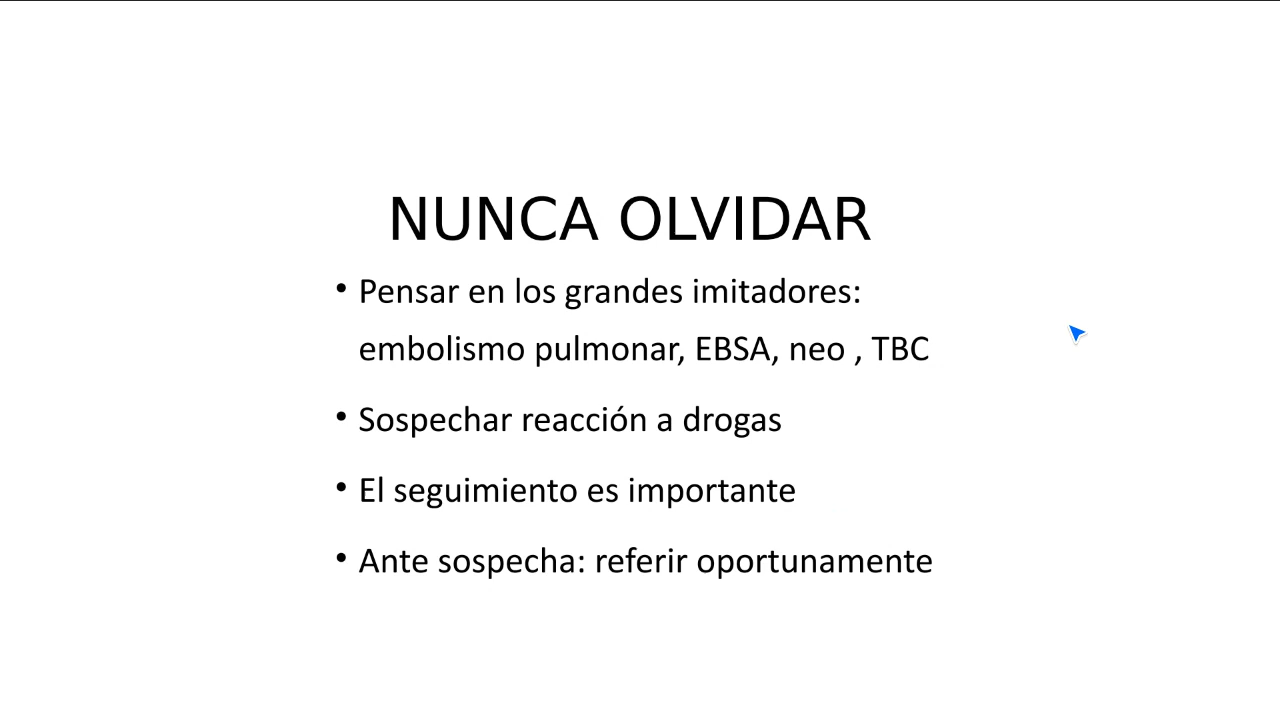 NUNCA OLVIDAR
• Pensar en los grandes imitadores:
embolismo pulmonar, EBSA, neo , TBC
• Sospechar reacción a drogas
• El seguimiento es importante
• Ante sospecha: referir oportunamente